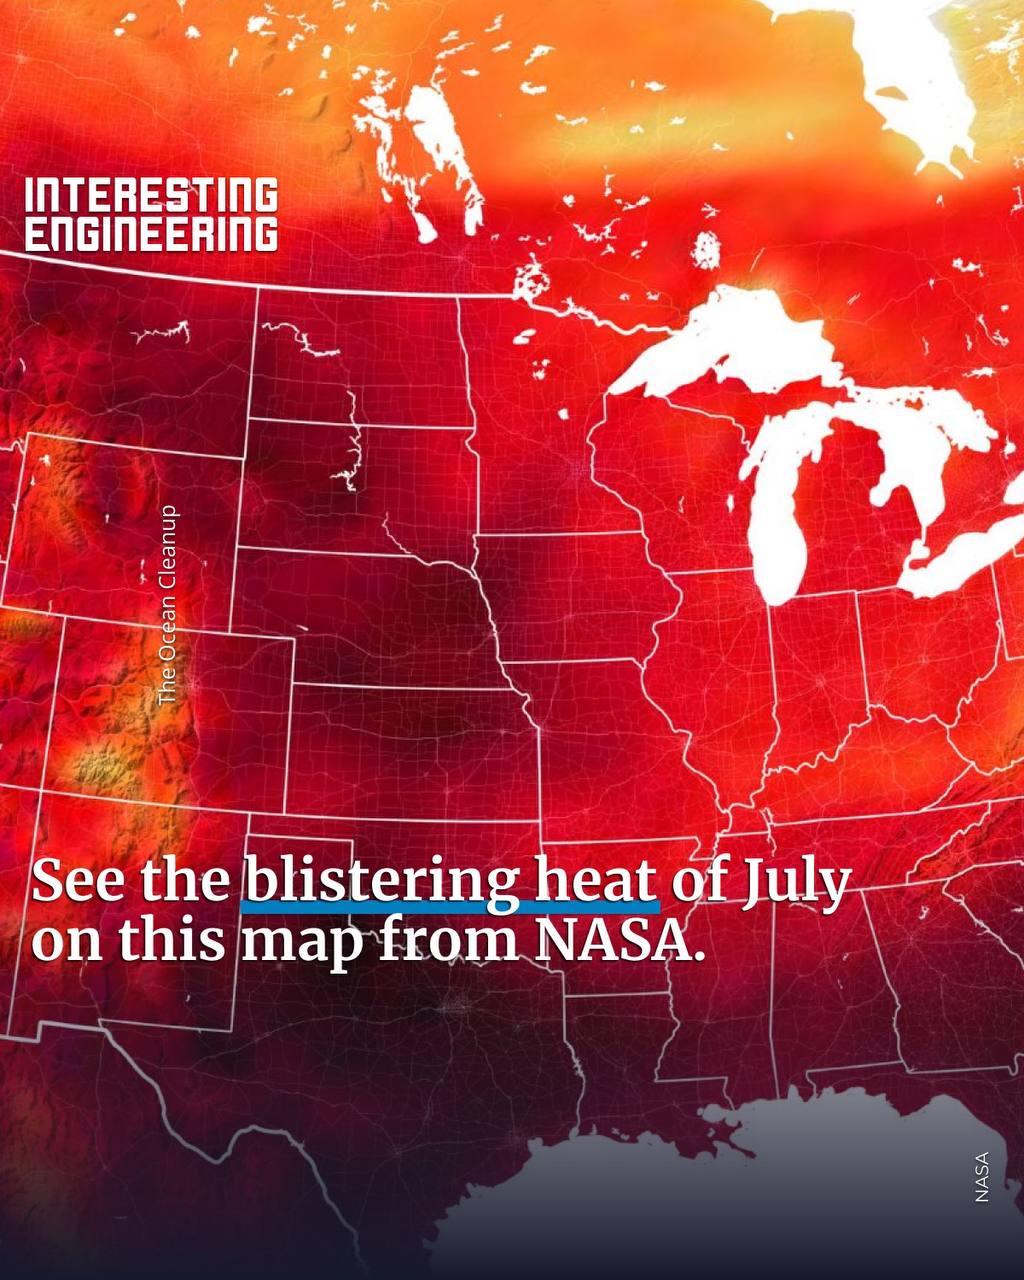 INTERESTING
ENGINEERING
The Ocean Cleanup
See the blistering heat of July
on this map from NASA.
NASA